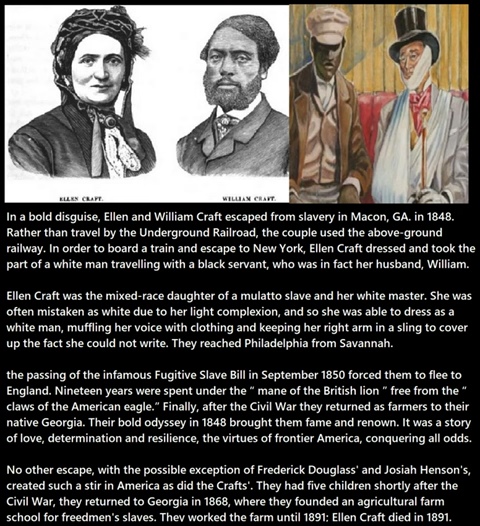 ELLEN CRAFT.
WILLIAM CRAFT.
In a bold disguise, Ellen and William Craft escaped from slavery in Macon, GA. in 1848.
Rather than travel by the Underground Railroad, the couple used the above-ground
railway. In order to board a train and escape to New York, Ellen Craft dressed and took the
part of a white man travelling with a black servant, who was in fact her husband, William.
Ellen Craft was the mixed-race daughter of a mulatto slave and her white master. She was
often mistaken as white due to her light complexion, and so she was able to dress as a
white man, muffling her voice with clothing and keeping her right arm in a sling to cover
up the fact she could not write. They reached Philadelphia from Savannah.
the passing of the infamous Fugitive Slave Bill in September 1850 forced them to flee to
England. Nineteen years were spent under the “ mane of the British lion ” free from the “
claws of the American eagle.” Finally, after the Civil War they returned as farmers to their
native Georgia. Their bold odyssey in 1848 brought them fame and renown. It was a story
of love, determination and resilience, the virtues of frontier America, conquering all odds.
No other escape, with the possible exception of Frederick Douglass' and Josiah Henson's,
created such a stir in America as did the Crafts'. They had five children shortly after the
Civil War, they returned to Georgia in 1868, where they founded an agricultural farm
school for freedmen's slaves. They worked the farm until 1891: Ellen Craft died in 1891.